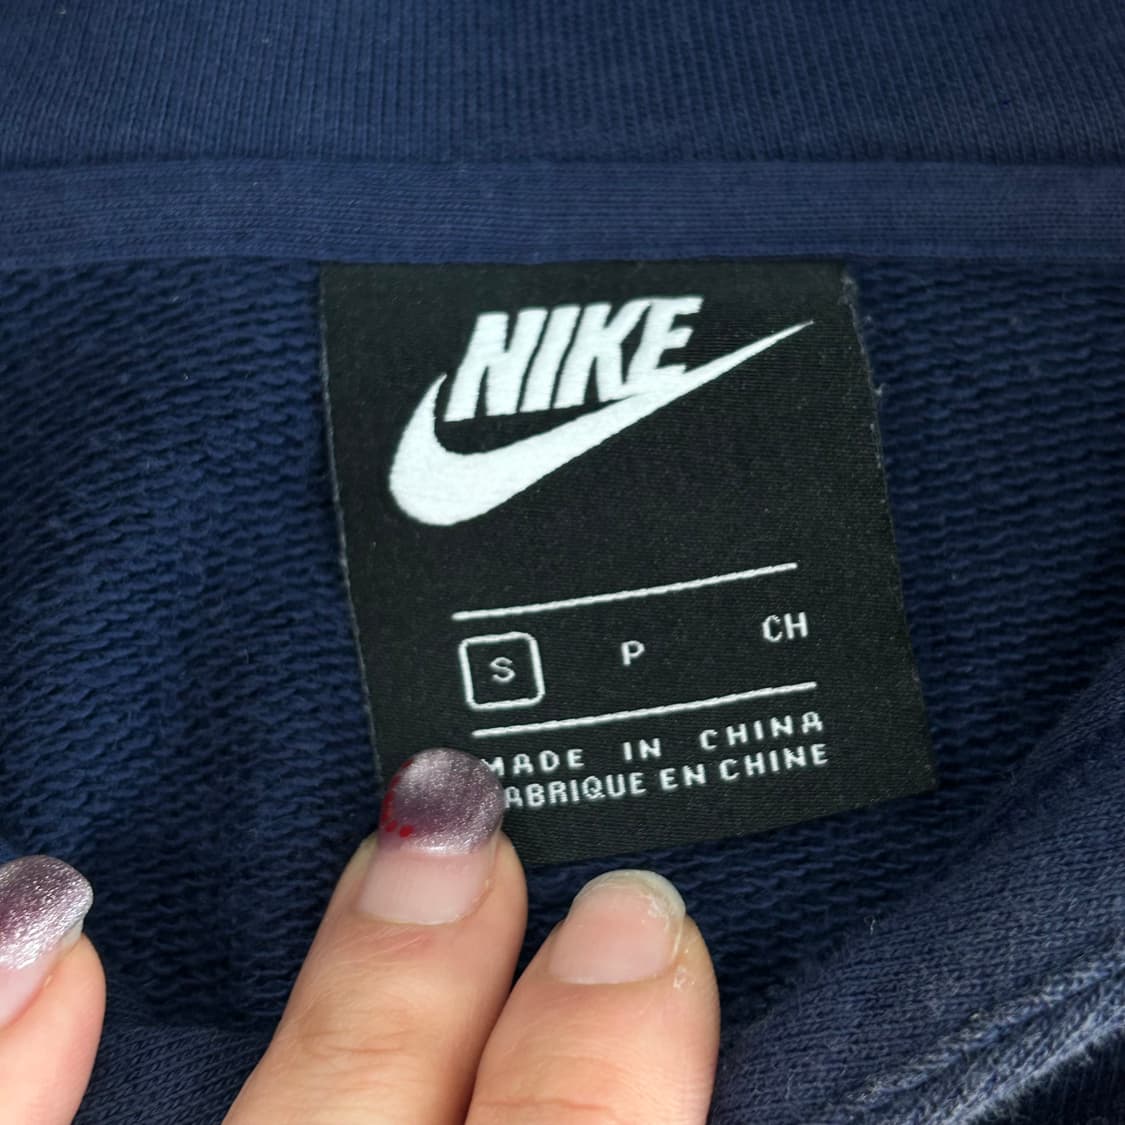 NIKE
S P CH
MADE IN CHINA
ABRIQUE EN CHINE